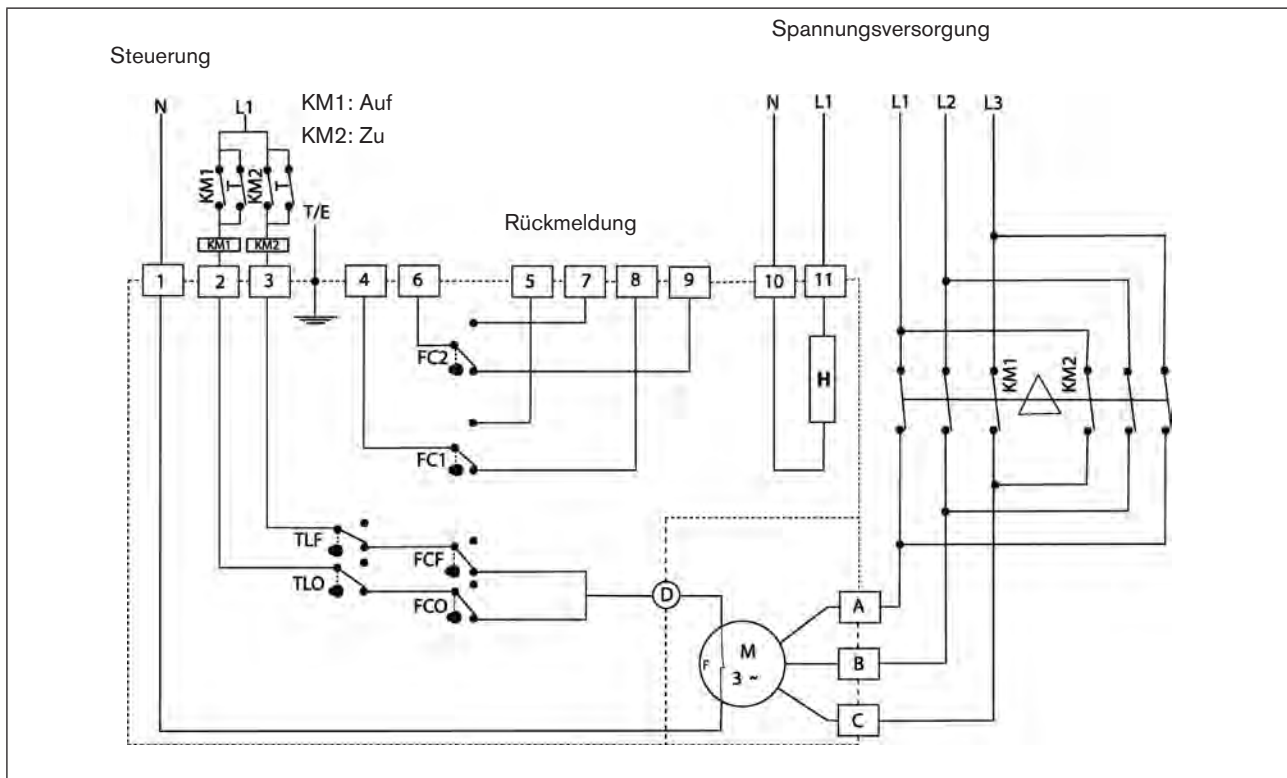 Steuerung
Spannungsversorgung
N L1 KM1: Auf
KM2: Zu
N L1 L1 L2 L3
KM1 T KM2 T
T/E
Rückmeldung
KM1 KM2
1 2 3 4 6 5 7 8 9 10 11
FC2
KM1 KM2
H
FC1
TLF
FCF
TLO
FCO
D
A
M
F
3 ~
B
C